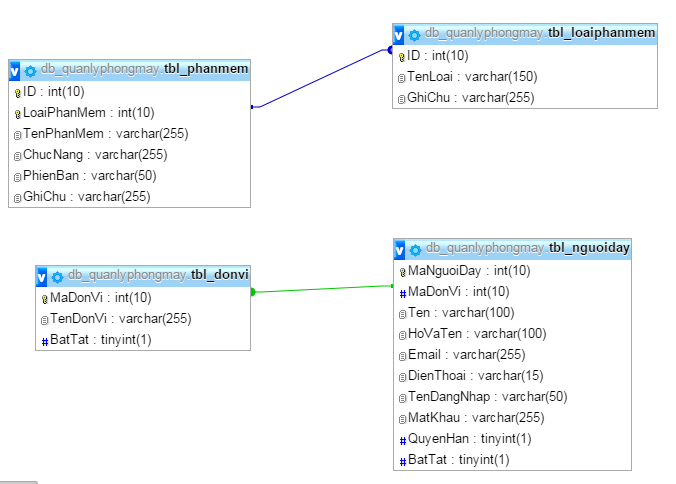 db_quanlyphongmay.tbl_loaiphanmem
ID : int(10)
TenLoai : varchar(150)
GhiChu : varchar(255)
db_quanlyphongmay.tbl_phanmem
ID : int(10)
LoaiPhanMem : int(10)
TenPhanMem : varchar(255)
ChucNang : varchar(255)
PhienBan : varchar(50)
GhiChu : varchar(255)
db_quanlyphongmay.tbl_donvi
MaDonVi : int(10)
TenDonVi : varchar(255)
# BatTat : tinyint(1)
db_quanlyphongmay.tbl_nguoiday
MaNguoiDay : int(10)
# MaDonVi : int(10)
Ten : varchar(100)
HoVaTen : varchar(100)
Email : varchar(255)
DienThoai : varchar(15)
TenDangNhap : varchar(50)
MatKhau : varchar(255)
# QuyenHan : tinyint(1)
# BatTat : tinyint(1)